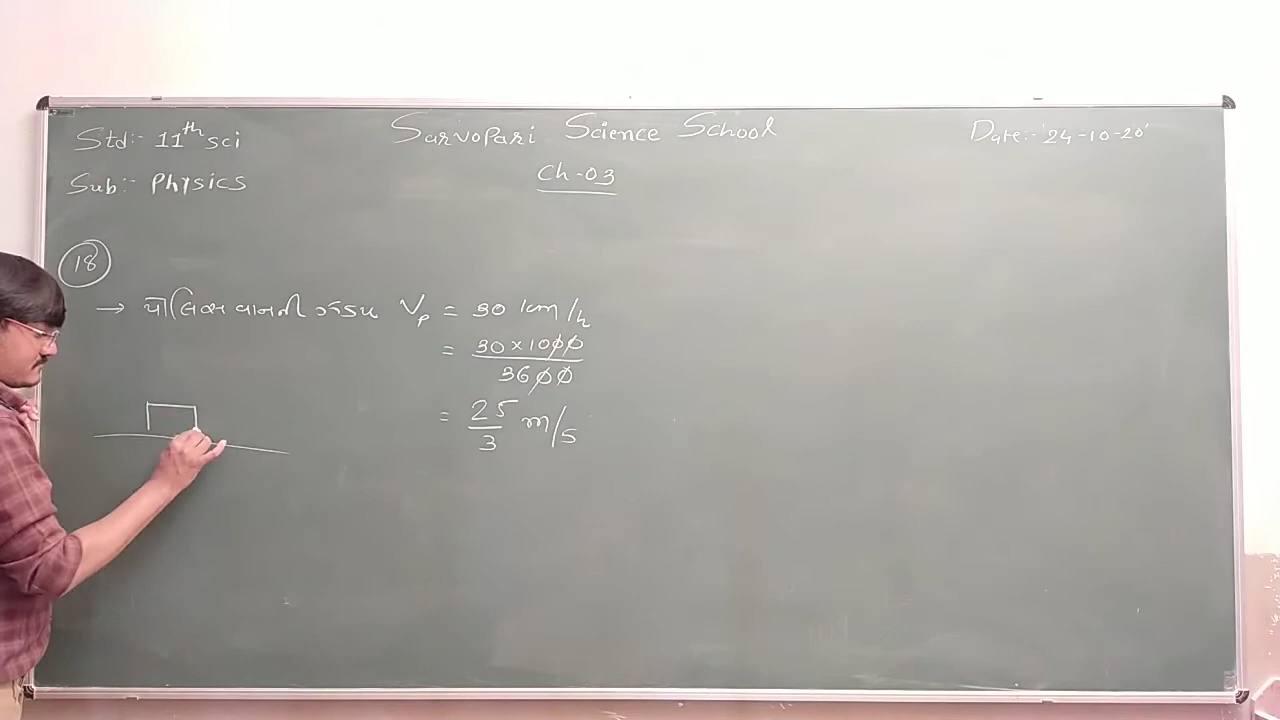 Std:- 11th sci
Sarvopari Science School
Date:- 24-10-20
Sub:- Physics
Ch-03
18
→ પોલિસ વાનની ઝડપ Vp = 30 km/h
= 30 × 1000 / 3600
= 25/3 m/s